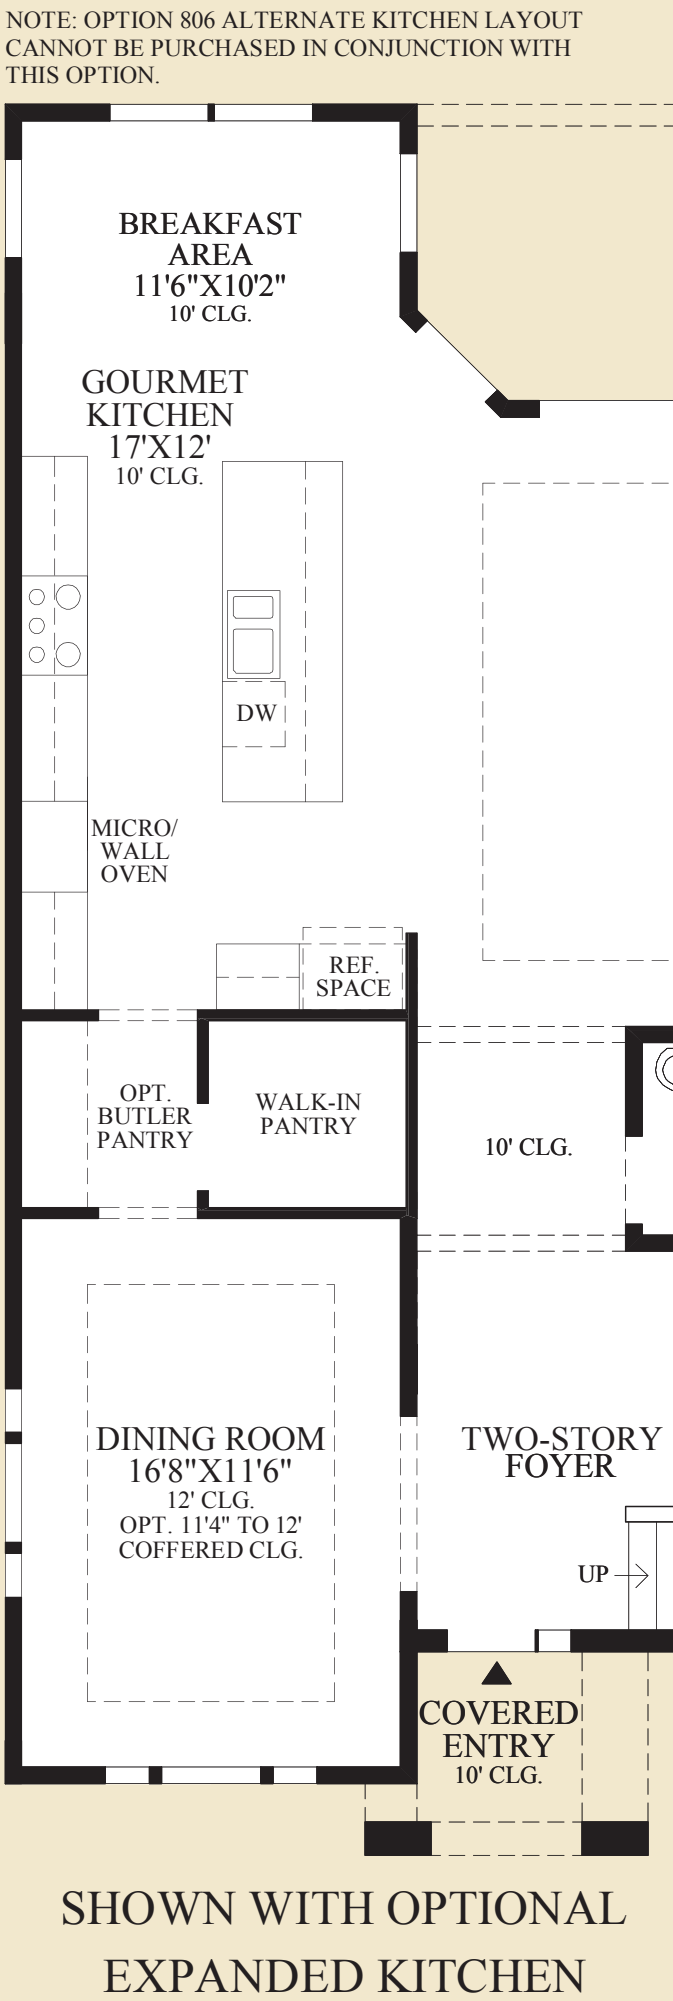 NOTE: OPTION 806 ALTERNATE KITCHEN LAYOUT
CANNOT BE PURCHASED IN CONJUNCTION WITH
THIS OPTION.
BREAKFAST
AREA
11'6"X10'2"
10' CLG.
GOURMET
KITCHEN
17'X12'
10' CLG.
DW
MICRO/
WALL
OVEN
REF.
SPACE
OPT.
BUTLER
PANTRY
WALK-IN
PANTRY
10' CLG.
DINING ROOM
16'8"X11'6"
12' CLG.
OPT. 11'4" TO 12'
COFFERED CLG.
TWO-STORY
FOYER
UP
COVERED
ENTRY
10' CLG.
SHOWN WITH OPTIONAL
EXPANDED KITCHEN